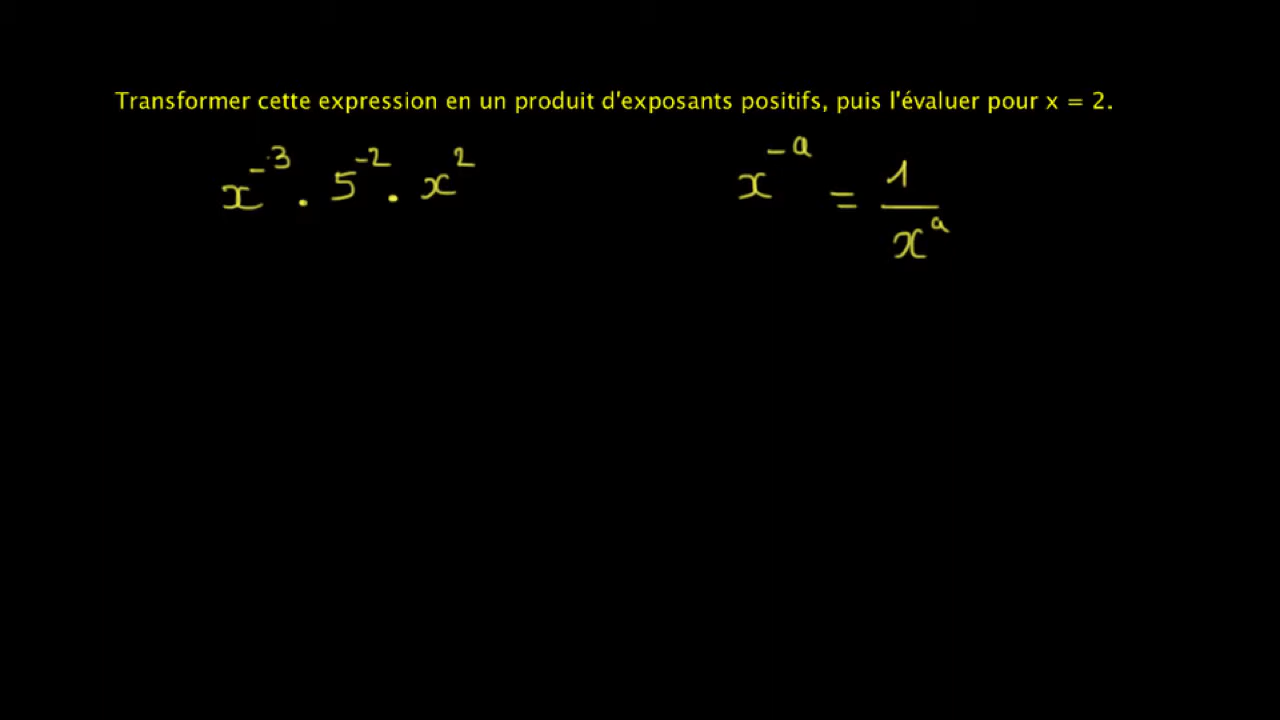 Transformer cette expression en un produit d'exposants positifs, puis l'évaluer pour x = 2.
x⁻³ . 5⁻² . x²
x⁻ᵃ = 1/xᵃ